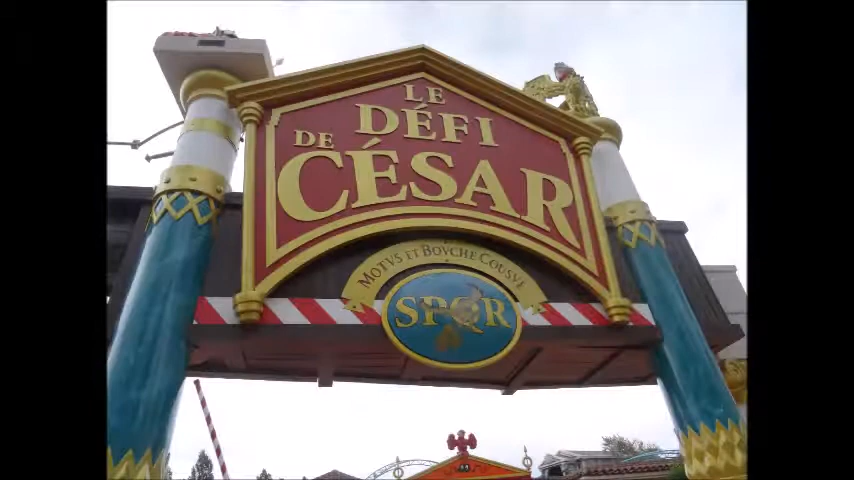 LE
DÉFI
DE
CÉSAR
MOTVS ET BOVCHE COVSVE
SPQR